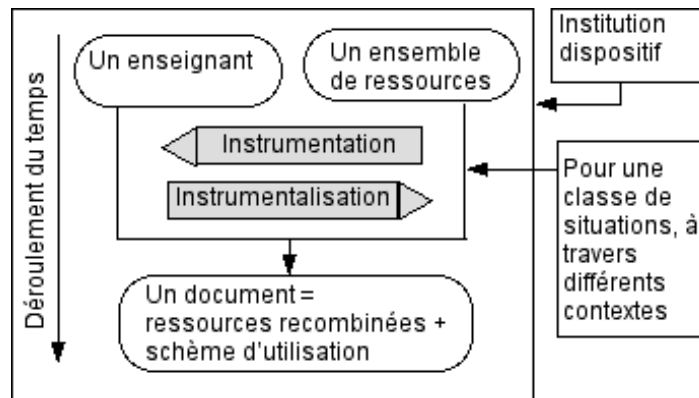 Déroulement du temps
Un enseignant
Un ensemble
de ressources
Instrumentation
Instrumentalisation
Un document =
ressources recombinées +
schème d'utilisation
Institution
dispositif
Pour une
classe de
situations, à
travers
différents
contextes